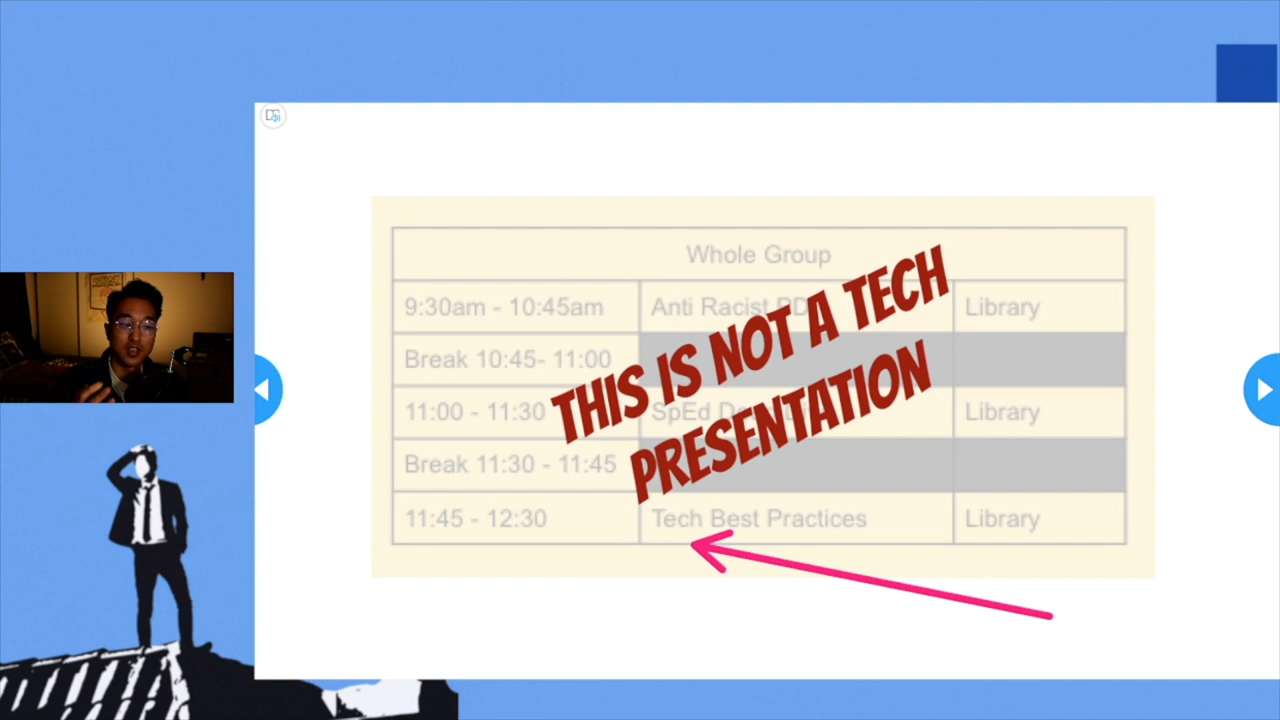 Whole Group
9:30am - 10:45am Anti Racist PD Library
Break 10:45- 11:00
11:00 - 11:30 SpEd Library
Break 11:30 - 11:45
11:45 - 12:30 Tech Best Practices Library
THIS IS NOT A TECH
PRESENTATION